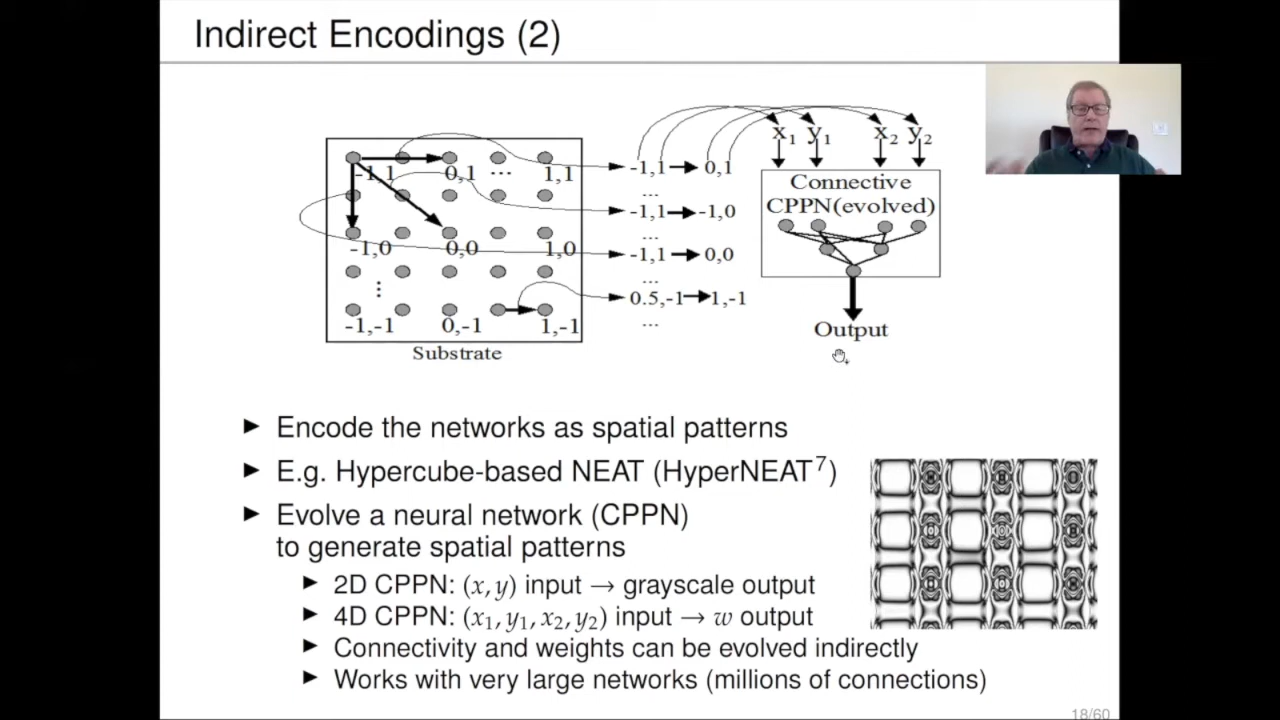 Indirect Encodings (2)
x1 y1 x2 y2
-1,1 0,1 ... 1,1
-1,1 0,1
...
Connective
CPPN(evolved)
-1,1 -1,0
...
-1,0 0,0 1,0
-1,1 0,0
...
0.5,-1 1,-1
...
...
-1,-1 0,-1 1,-1
Output
Substrate
► Encode the networks as spatial patterns
► E.g. Hypercube-based NEAT (HyperNEAT7)
► Evolve a neural network (CPPN)
to generate spatial patterns
► 2D CPPN: (x, y) input → grayscale output
► 4D CPPN: (x1, y1, x2, y2) input → w output
► Connectivity and weights can be evolved indirectly
► Works with very large networks (millions of connections)
18/60